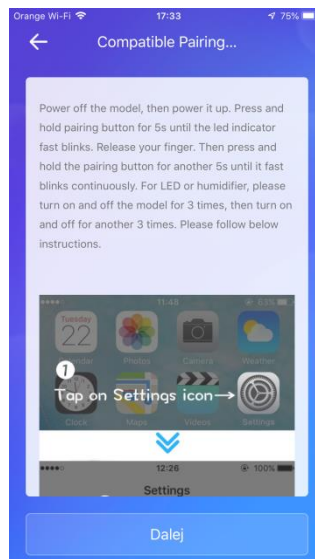 Orange Wi-Fi 17:33 75%
Compatible Pairing...
Power off the model, then power it up. Press and
hold pairing button for 5s until the led indicator
fast blinks. Release your finger. Then press and
hold the pairing button for another 5s until it fast
blinks continuously. For LED or humidifier, please
turn on and off the model for 3 times, then turn on
and off for another 3 times. Please follow below
instructions.
11:48 63%
Tuesday
22
Calendar Photos Camera Weather
1
Tap on Settings icon→
Clock Maps Videos Settings
12:26 100%
Settings
Dalej